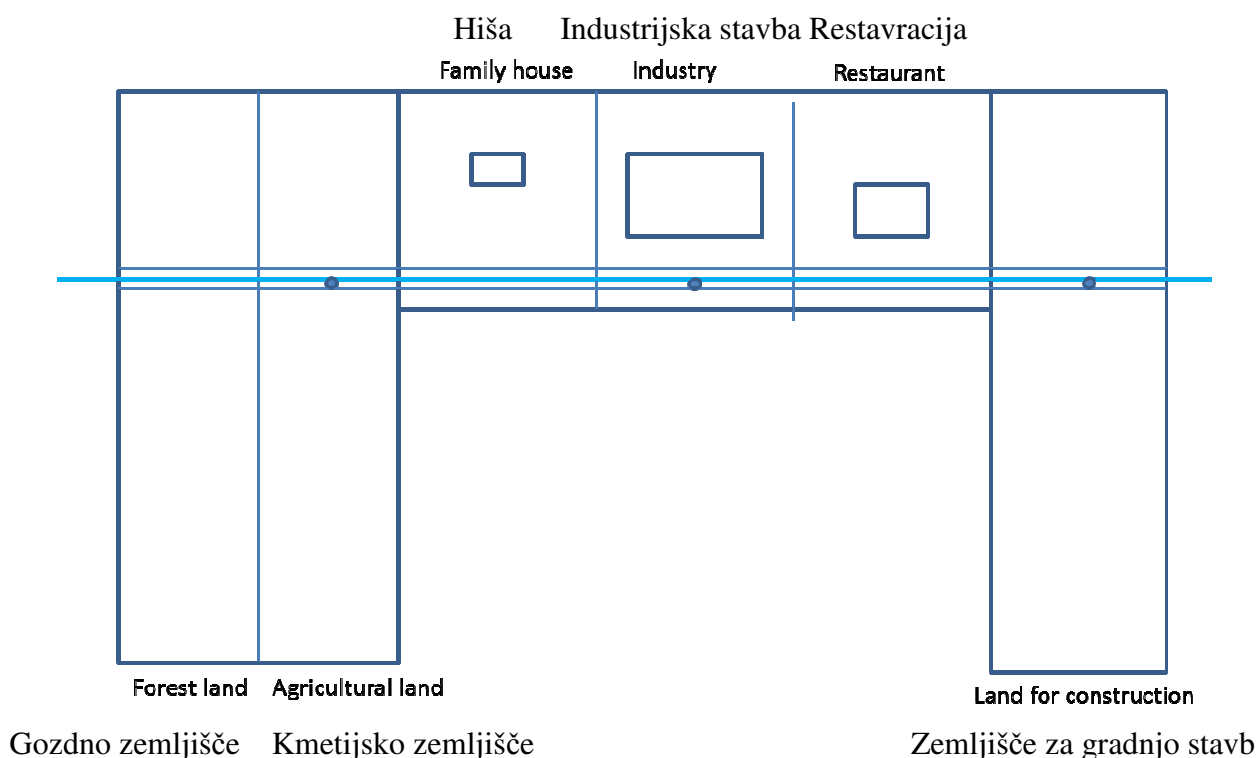 Hiša Industrijska stavba Restavracija
Family house Industry Restaurant
Forest land Agricultural land Land for construction
Gozdno zemljišče Kmetijsko zemljišče Zemljišče za gradnjo stavb